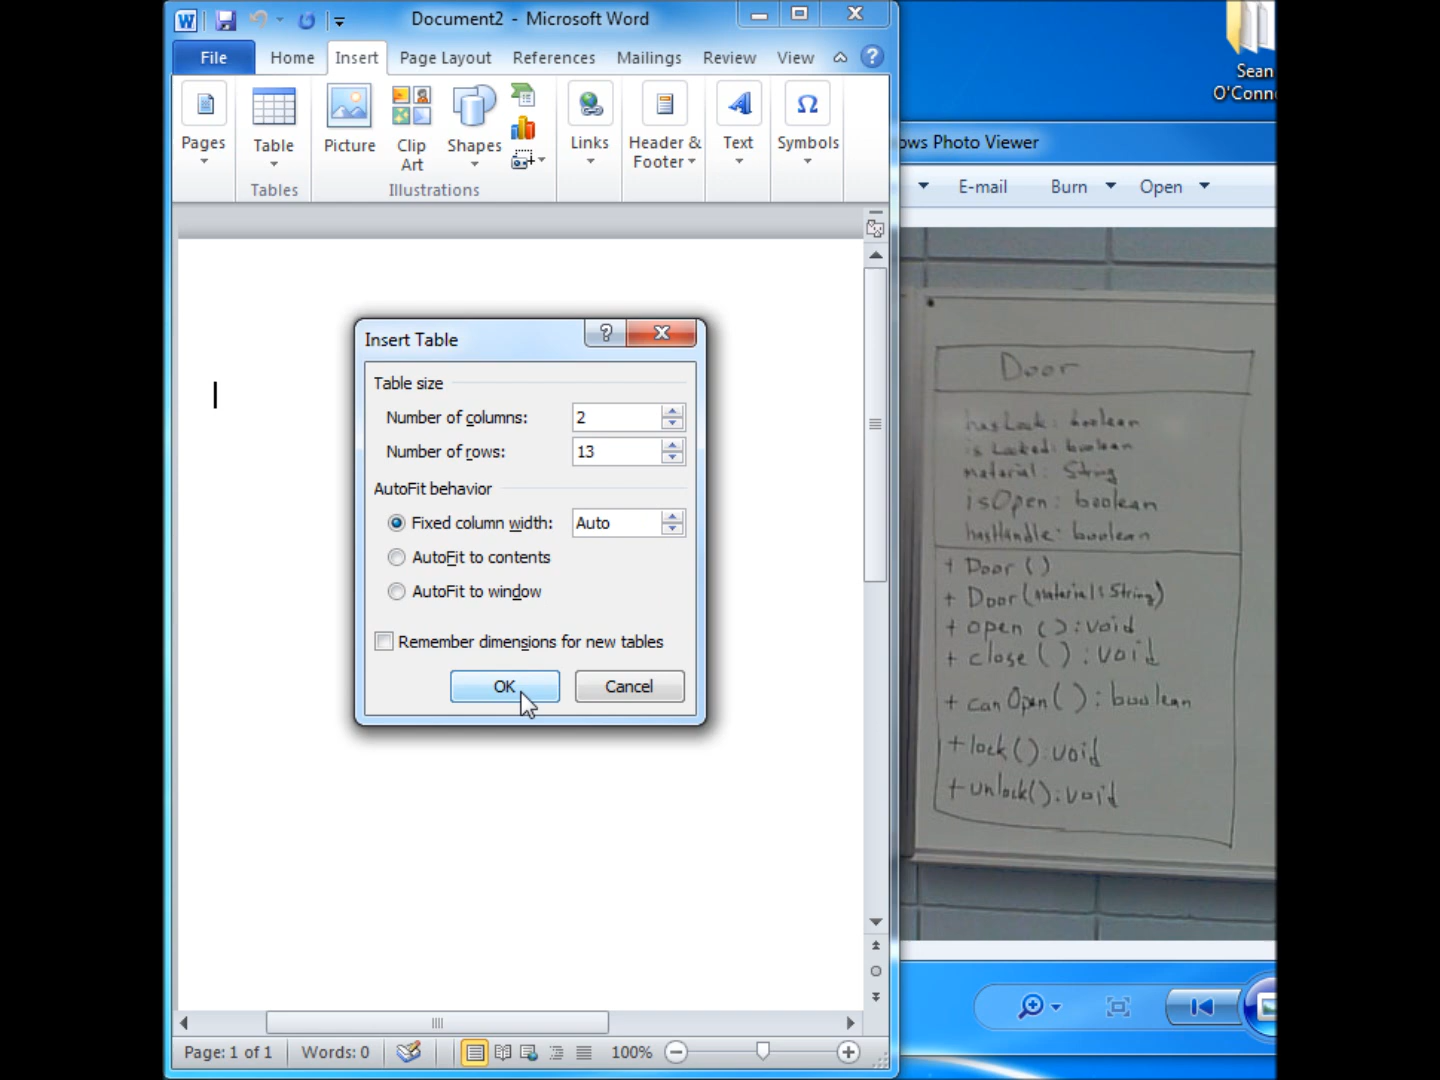 Document2 - Microsoft Word
File Home Insert Page Layout References Mailings Review View
Pages
Table
Picture
Clip Art
Shapes
Links
Header & Footer
Text
Symbols
Tables
Illustrations
Insert Table
Table size
Number of columns: 2
Number of rows: 13
AutoFit behavior
Fixed column width: Auto
AutoFit to contents
AutoFit to window
Remember dimensions for new tables
OK Cancel
Page: 1 of 1 Words: 0 100%
Sean
O'Conn
ows Photo Viewer
E-mail Burn Open
Door
hasLock: boolean
isLocked: boolean
material: String
isOpen: boolean
hasHandle: boolean
+ Door ()
+ Door (material: String)
+ open (): void
+ close (): void
+ canOpen(): boolean
+ lock(): void
+ unlock(): void